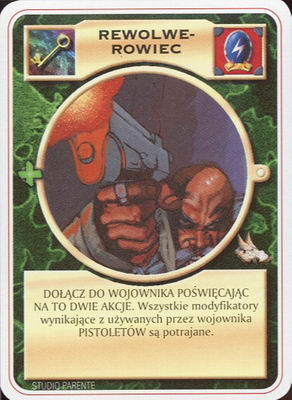 REWOLWE-
ROWIEC
DOŁĄCZ DO WOJOWNIKA POŚWIĘCAJĄC
NA TO DWIE AKCJE. Wszystkie modyfikatory
wynikające z używanych przez wojownika
PISTOLETÓW są potrajane.
STUDIO PARENTE